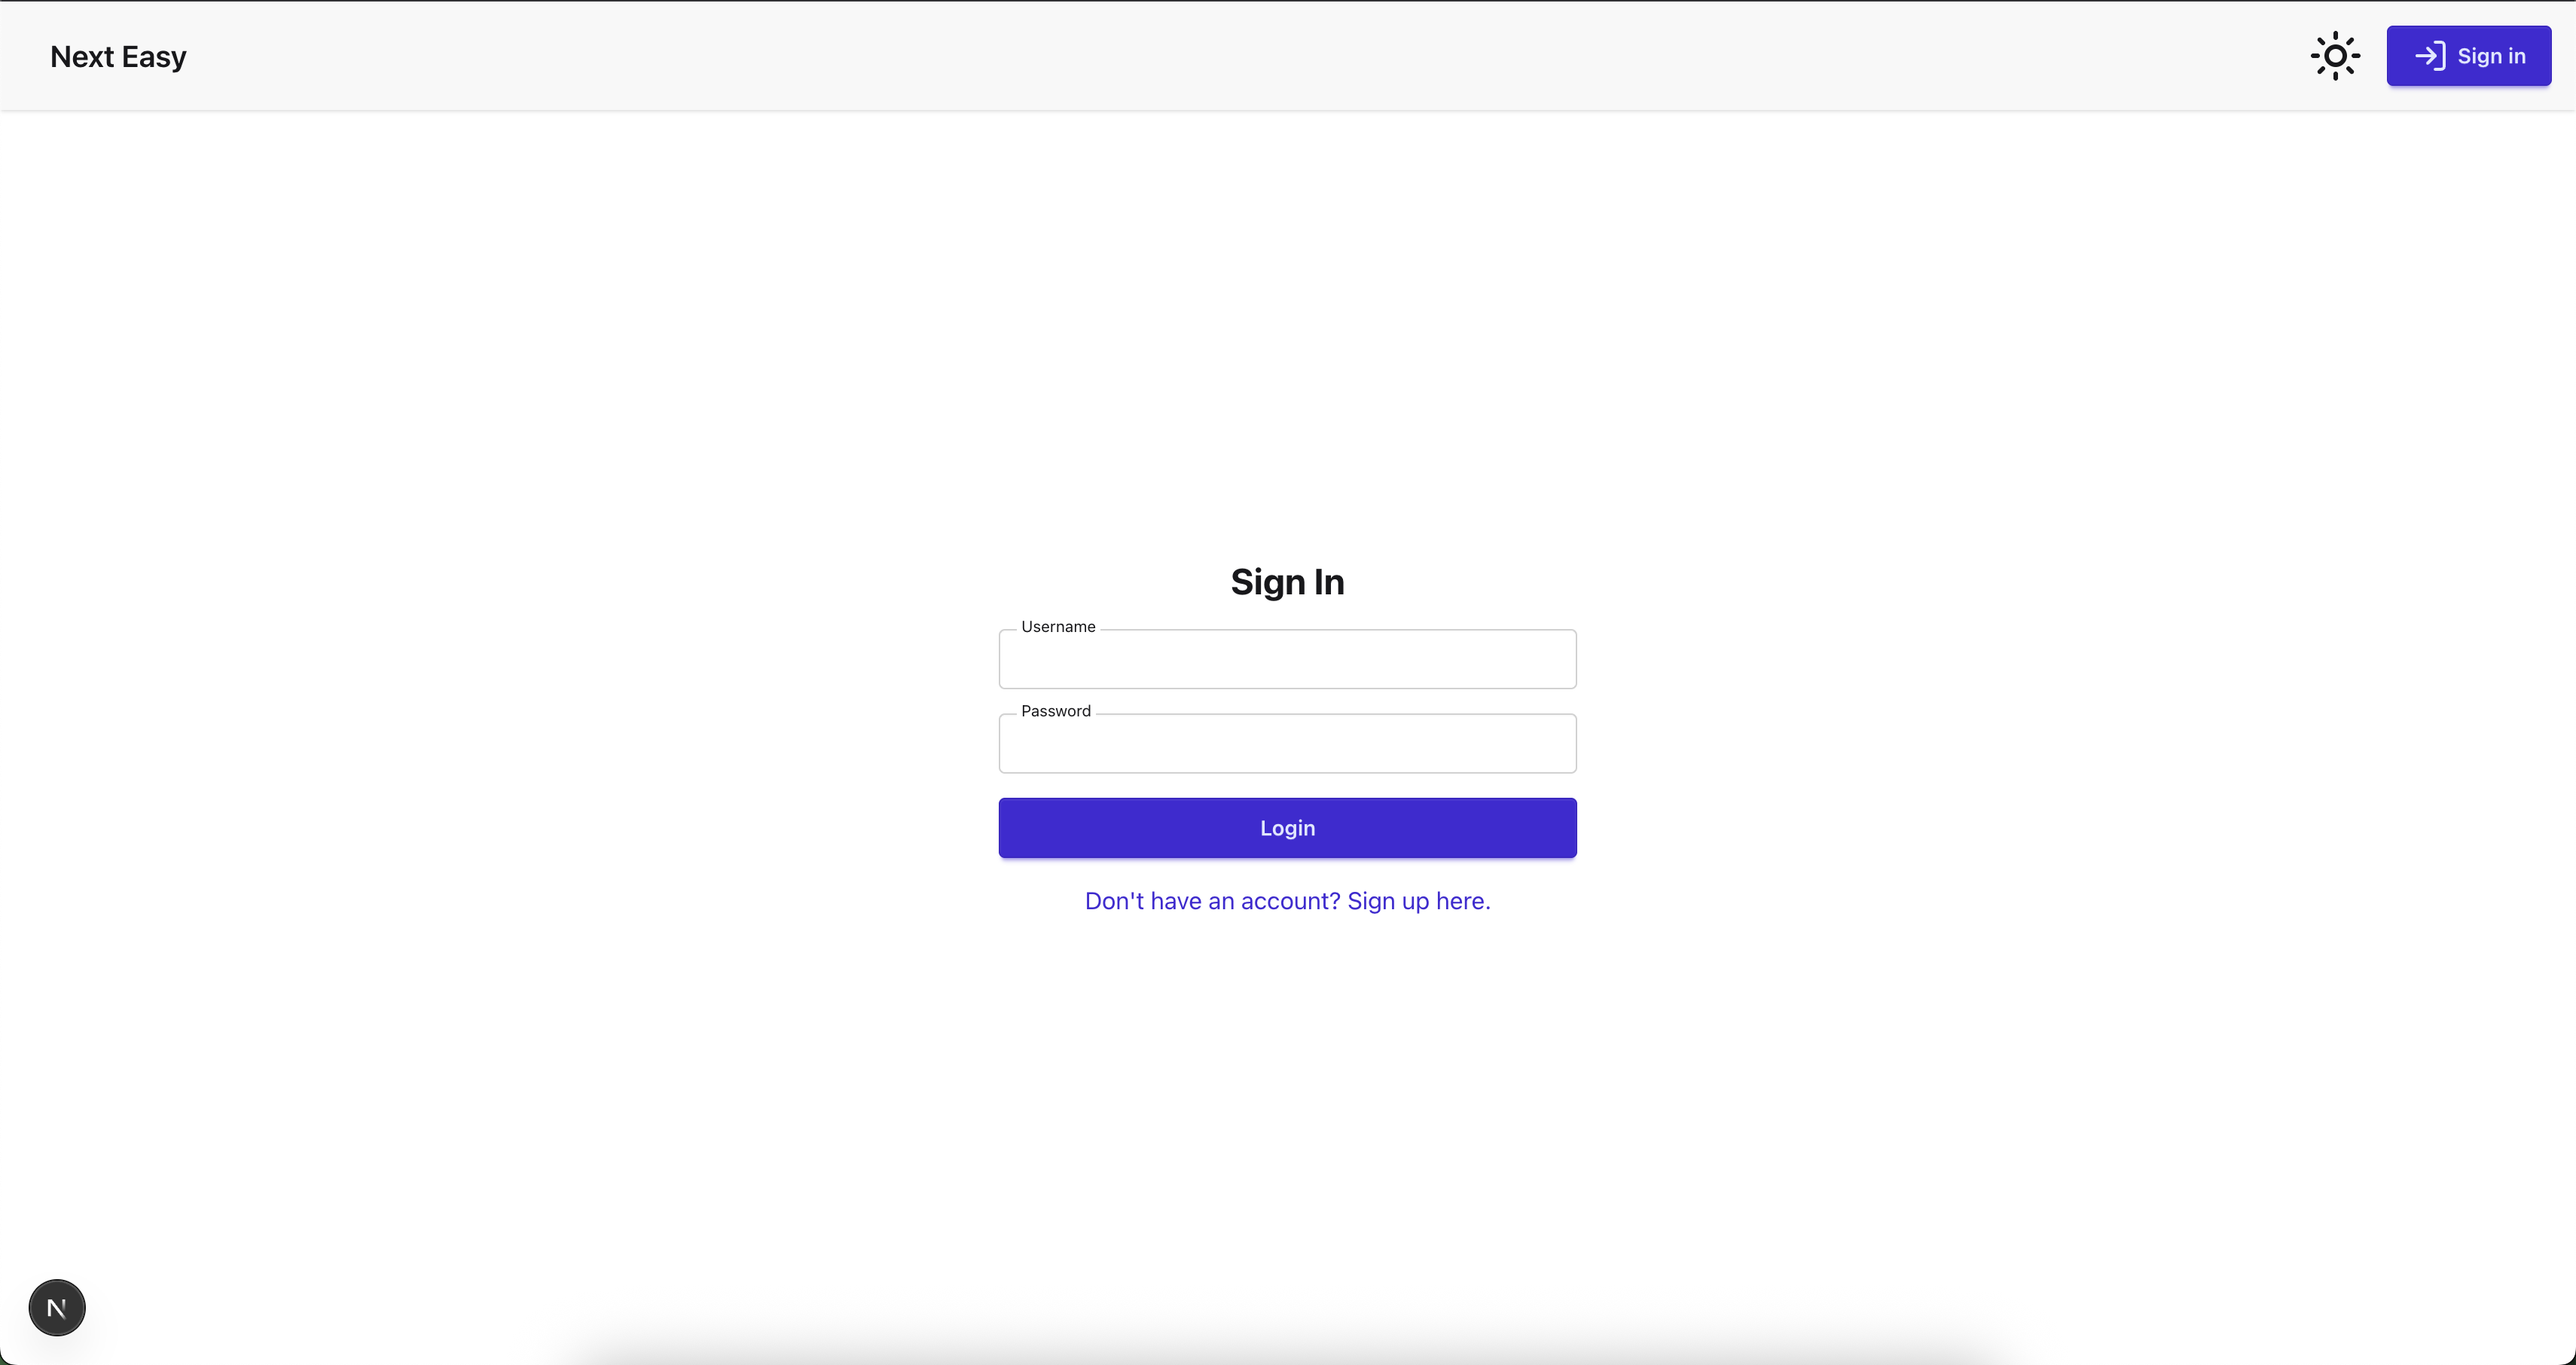 Next Easy
Sign in
Sign In
Username
Password
Login
Don't have an account? Sign up here.
N